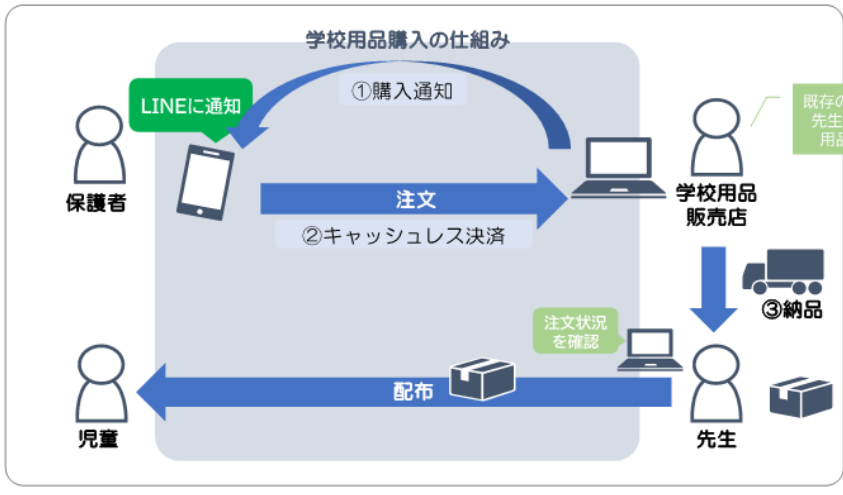 学校用品購入の仕組み
①購入通知
LINEに通知
保護者
注文
②キャッシュレス決済
学校用品
販売店
既存の
先生
用品
③納品
注文状況
を確認
配布
児童
先生